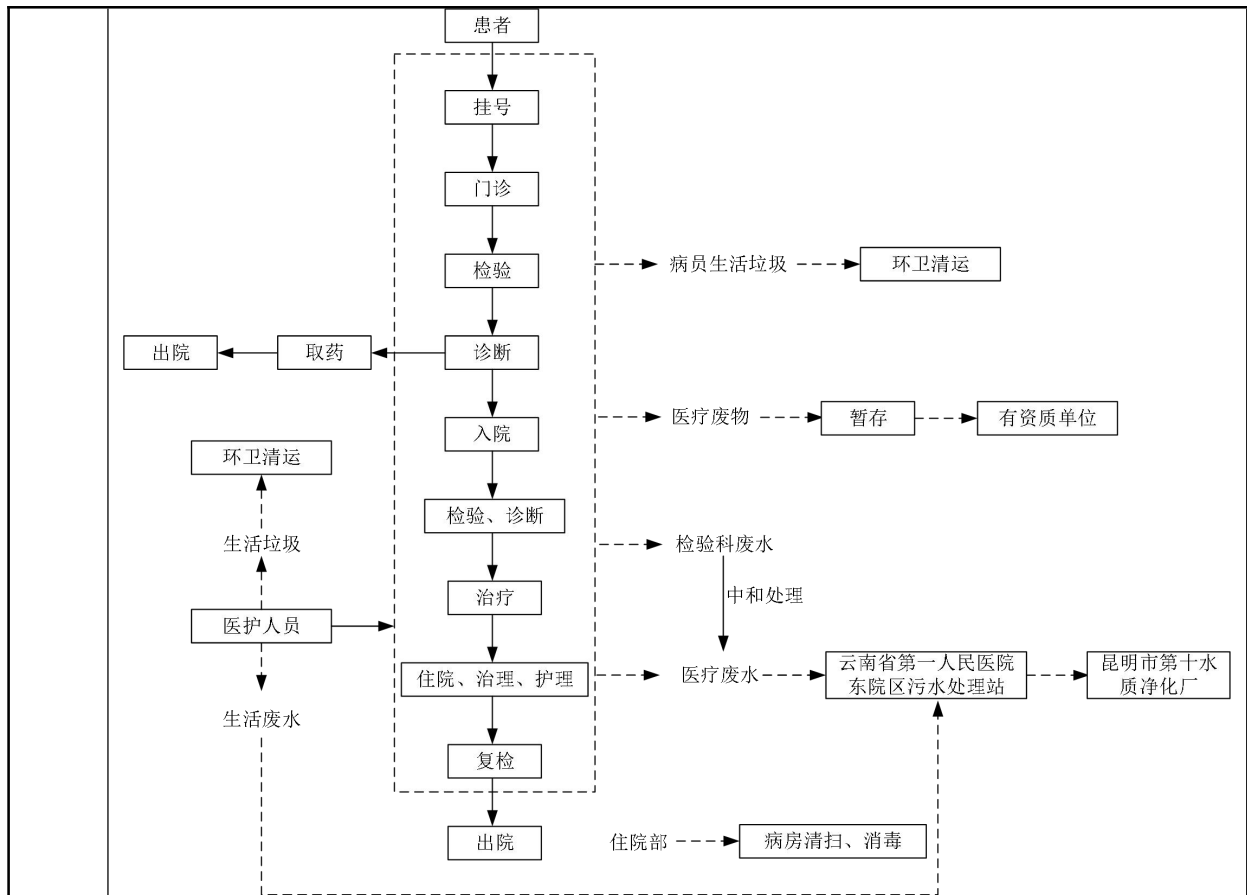 患者
挂号
门诊
检验
病员生活垃圾
环卫清运
出院
取药
诊断
医疗废物
暂存
有资质单位
入院
环卫清运
检验、诊断
生活垃圾
检验科废水
治疗
中和处理
医护人员
住院、治理、护理
医疗废水
云南省第一人民医院
东院区污水处理站
昆明市第十水
质净化厂
生活废水
复检
出院
住院部
病房清扫、消毒